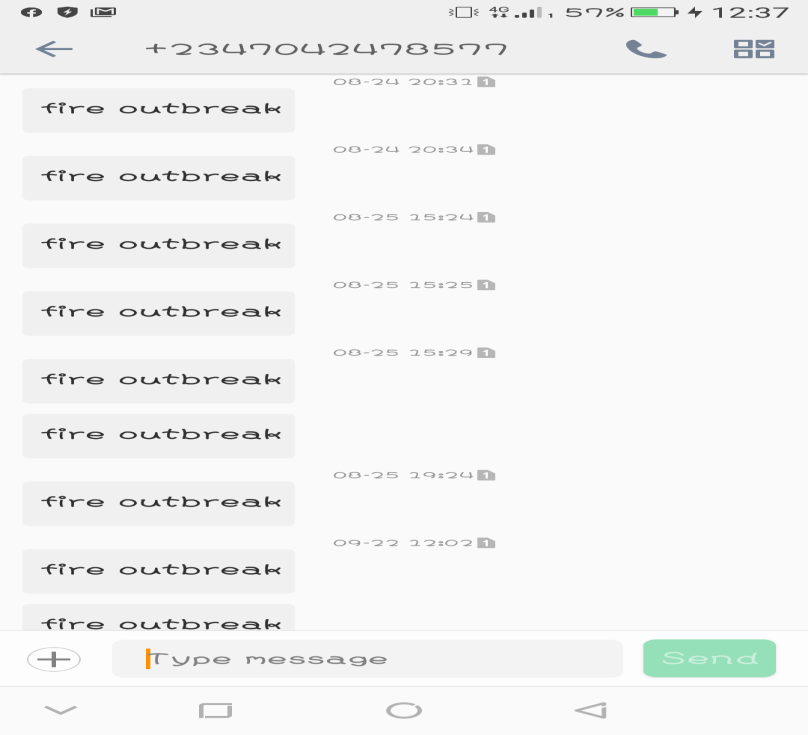 4G 1 57% 12:37
+2347042478577
08-24 20:31 1
fire outbreak
08-24 20:34 1
fire outbreak
08-25 15:24 1
fire outbreak
08-25 15:25 1
fire outbreak
08-25 15:29 1
fire outbreak
fire outbreak
08-25 19:24 1
fire outbreak
09-22 12:02 1
fire outbreak
fire outbreak
Type message
Send